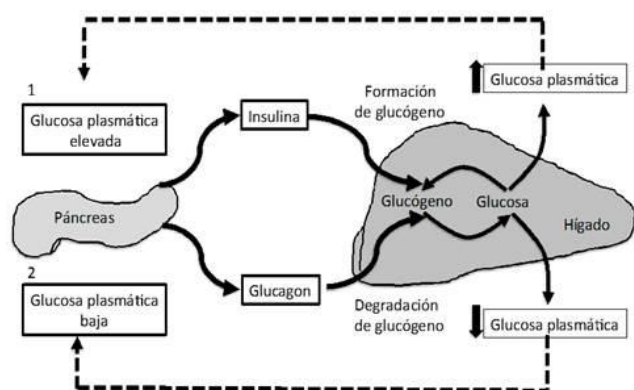 1
Glucosa plasmática
elevada
Insulina
Formación
de glucógeno
Glucosa plasmática
Páncreas
Glucógeno
Glucosa
Hígado
2
Glucosa plasmática
baja
Glucagon
Degradación
de glucógeno
Glucosa plasmática